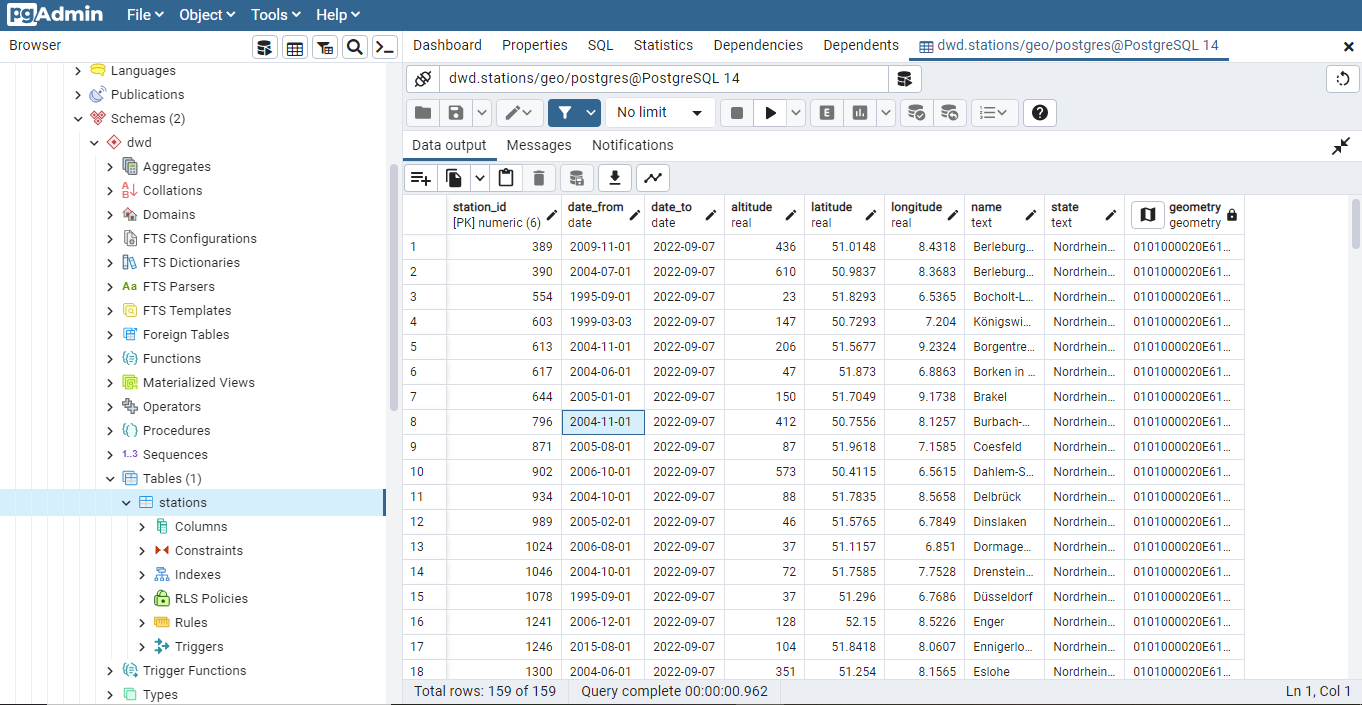 pgAdmin File Object Tools Help
Browser
Dashboard Properties SQL Statistics Dependencies Dependents dwd.stations/geo/postgres@PostgreSQL 14
Languages
Publications
Schemas (2)
dwd
Aggregates
Collations
Domains
FTS Configurations
FTS Dictionaries
Aa FTS Parsers
FTS Templates
Foreign Tables
Functions
Materialized Views
Operators
Procedures
1..3 Sequences
Tables (1)
stations
Columns
Constraints
Indexes
RLS Policies
Rules
Triggers
Trigger Functions
Types
dwd.stations/geo/postgres@PostgreSQL 14
No limit E
Data output Messages Notifications
station_id date_from date_to altitude latitude longitude name state geometry
[PK] numeric (6) date date real real real text text geometry
1 389 2009-11-01 2022-09-07 436 51.0148 8.4318 Berleburg... Nordrhein... 0101000020E61...
2 390 2004-07-01 2022-09-07 610 50.9837 8.3683 Berleburg... Nordrhein... 0101000020E61...
3 554 1995-09-01 2022-09-07 23 51.8293 6.5365 Bocholt-L... Nordrhein... 0101000020E61...
4 603 1999-03-03 2022-09-07 147 50.7293 7.204 Königswi... Nordrhein... 0101000020E61...
5 613 2004-11-01 2022-09-07 206 51.5677 9.2324 Borgentre... Nordrhein... 0101000020E61...
6 617 2004-06-01 2022-09-07 47 51.873 6.8863 Borken in ... Nordrhein... 0101000020E61...
7 644 2005-01-01 2022-09-07 150 51.7049 9.1738 Brakel Nordrhein... 0101000020E61...
8 796 2004-11-01 2022-09-07 412 50.7556 8.1257 Burbach-... Nordrhein... 0101000020E61...
9 871 2005-08-01 2022-09-07 87 51.9618 7.1585 Coesfeld Nordrhein... 0101000020E61...
10 902 2006-10-01 2022-09-07 573 50.4115 6.5615 Dahlem-S... Nordrhein... 0101000020E61...
11 934 2004-10-01 2022-09-07 88 51.7835 8.5658 Delbrück Nordrhein... 0101000020E61...
12 989 2005-02-01 2022-09-07 46 51.5765 6.7849 Dinslaken Nordrhein... 0101000020E61...
13 1024 2006-08-01 2022-09-07 37 51.1157 6.851 Dormage... Nordrhein... 0101000020E61...
14 1046 2004-10-01 2022-09-07 72 51.7585 7.7528 Drenstein... Nordrhein... 0101000020E61...
15 1078 1995-09-01 2022-09-07 37 51.296 6.7686 Düsseldorf Nordrhein... 0101000020E61...
16 1241 2006-12-01 2022-09-07 128 52.15 8.5226 Enger Nordrhein... 0101000020E61...
17 1246 2015-08-01 2022-09-07 104 51.8418 8.0607 Ennigerlo... Nordrhein... 0101000020E61...
18 1300 2004-06-01 2022-09-07 351 51.254 8.1565 Eslohe Nordrhein... 0101000020E61...
Total rows: 159 of 159 Query complete 00:00:00.962 Ln 1, Col 1